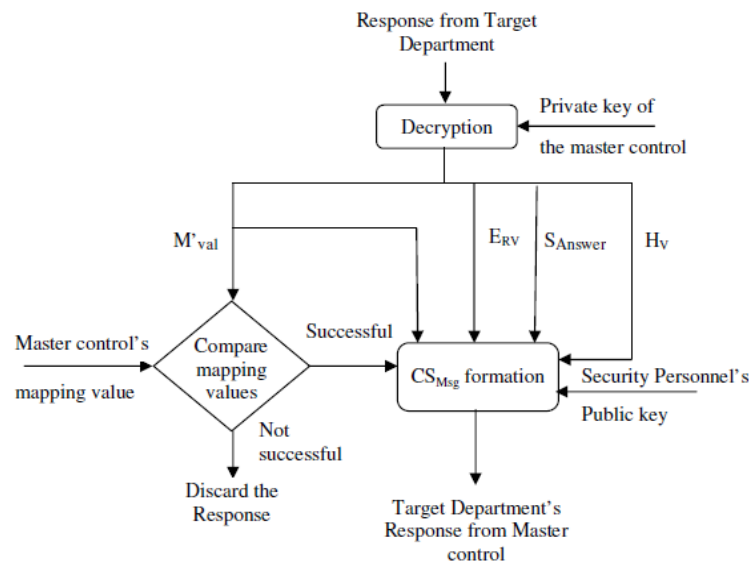 Response from Target
Department
Private key of
Decryption
the master control
M'val
ERV
SAnswer
HV
Master control's
mapping value
Compare
mapping
values
Successful
CSMsg formation
Security Personnel's
Public key
Not
successful
Discard the
Response
Target Department's
Response from Master
control